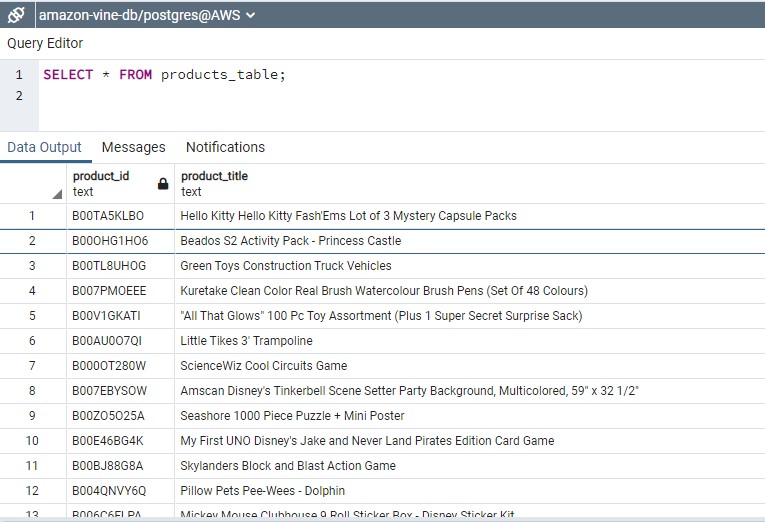 amazon-vine-db/postgres@AWS
Query Editor
1 SELECT * FROM products_table;
2
Data Output Messages Notifications
product_id product_title
text text
1 B00TA5KLBO Hello Kitty Hello Kitty Fash'Ems Lot of 3 Mystery Capsule Packs
2 B00OHG1HO6 Beados S2 Activity Pack - Princess Castle
3 B00TL8UHOG Green Toys Construction Truck Vehicles
4 B007PMOEEE Kuretake Clean Color Real Brush Watercolour Brush Pens (Set Of 48 Colours)
5 B00V1GKATI "All That Glows" 100 Pc Toy Assortment (Plus 1 Super Secret Surprise Sack)
6 B00AU0O7QI Little Tikes 3' Trampoline
7 B000OT280W ScienceWiz Cool Circuits Game
8 B007EBYSOW Amscan Disney's Tinkerbell Scene Setter Party Background, Multicolored, 59" x 32 1/2"
9 B00ZO5O25A Seashore 1000 Piece Puzzle + Mini Poster
10 B00E46BG4K My First UNO Disney's Jake and Never Land Pirates Edition Card Game
11 B00BJ88G8A Skylanders Block and Blast Action Game
12 B004QNVY6Q Pillow Pets Pee-Wees - Dolphin
13 B006C6FLPA Mickey Mouse Clubhouse 9 Roll Sticker Box - Disney Sticker Kit